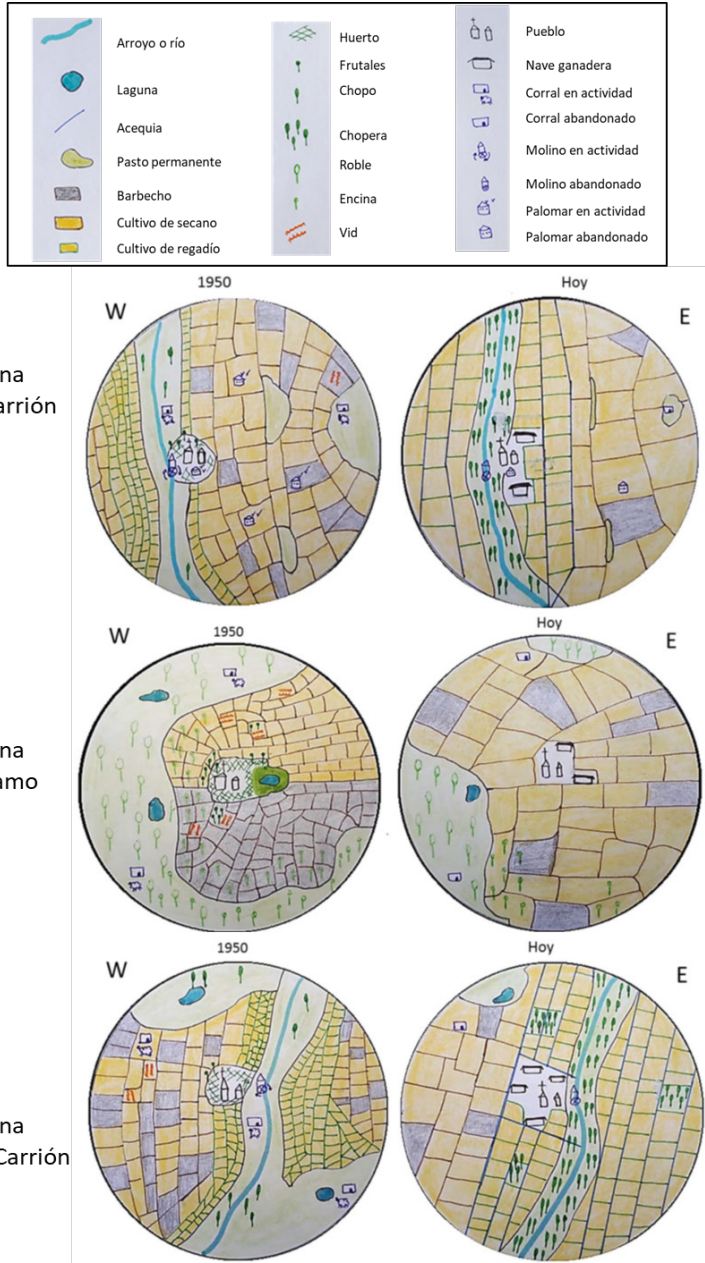 Arroyo o río
Laguna
Acequia
Pasto permanente
Barbecho
Cultivo de secano
Cultivo de regadío
Huerto
Frutales
Chopo
Chopera
Roble
Encina
Vid
Pueblo
Nave ganadera
Corral en actividad
Corral abandonado
Molino en actividad
Molino abandonado
Palomar en actividad
Palomar abandonado
1950
Hoy
W
E
na
arrión
1950
Hoy
W
E
na
amo
1950
Hoy
W
E
na
Carrión